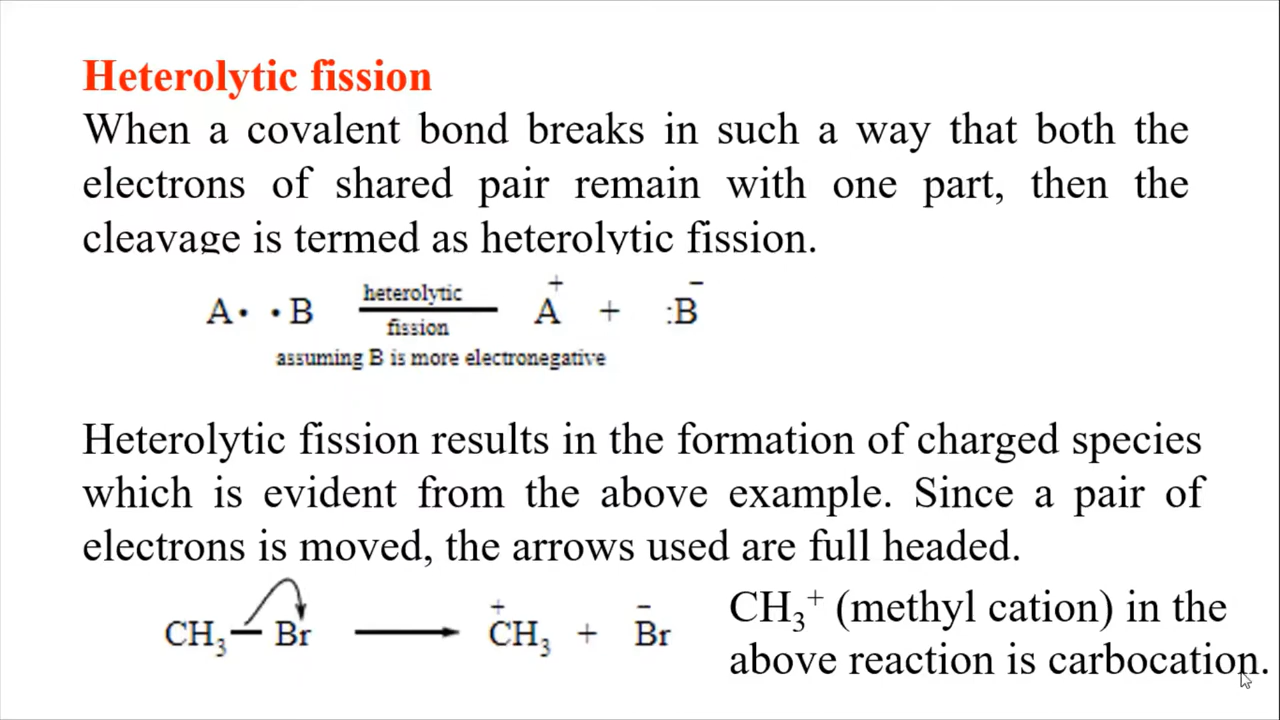 Heterolytic fission
When a covalent bond breaks in such a way that both the
electrons of shared pair remain with one part, then the
cleavage is termed as heterolytic fission.
A• •B heterolytic fission A⁺ + :B⁻
assuming B is more electronegative
Heterolytic fission results in the formation of charged species
which is evident from the above example. Since a pair of
electrons is moved, the arrows used are full headed.
CH₃—Br ⟶ C⁺H₃ + Br⁻
CH₃⁺ (methyl cation) in the
above reaction is carbocation.